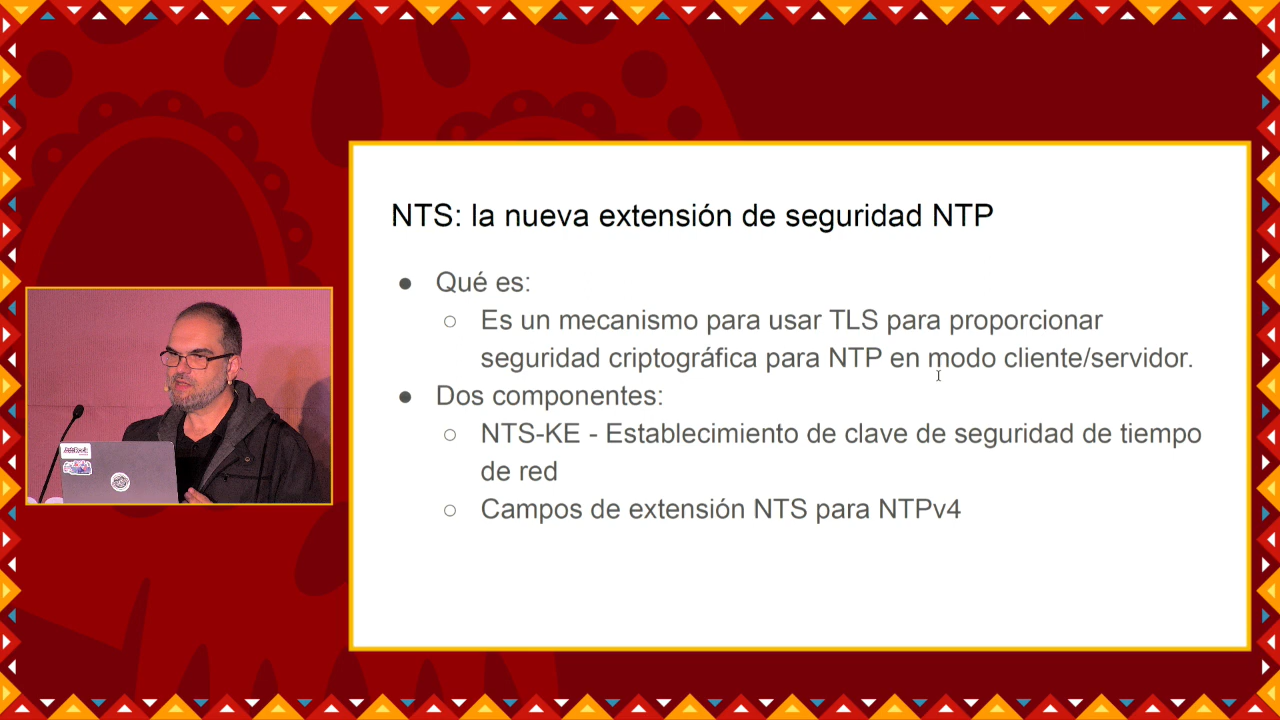 NTS: la nueva extensión de seguridad NTP
● Qué es:
○ Es un mecanismo para usar TLS para proporcionar
seguridad criptográfica para NTP en modo cliente/servidor.
● Dos componentes:
○ NTS-KE - Establecimiento de clave de seguridad de tiempo
de red
○ Campos de extensión NTS para NTPv4